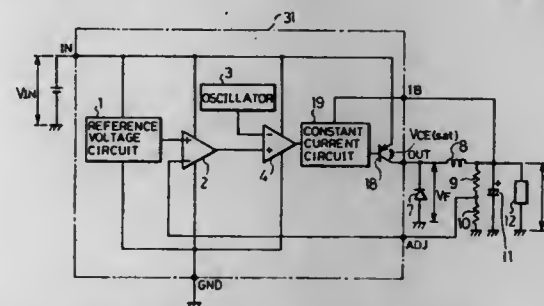 31
IN
VIN
1
REFERENCE
VOLTAGE
CIRCUIT
3
OSCILLATOR
2
4
19
CONSTANT
CURRENT
CIRCUIT
18
IB
VCE(sat)
OUT
8
7
VF
9
10
11
12
ADJ
GND